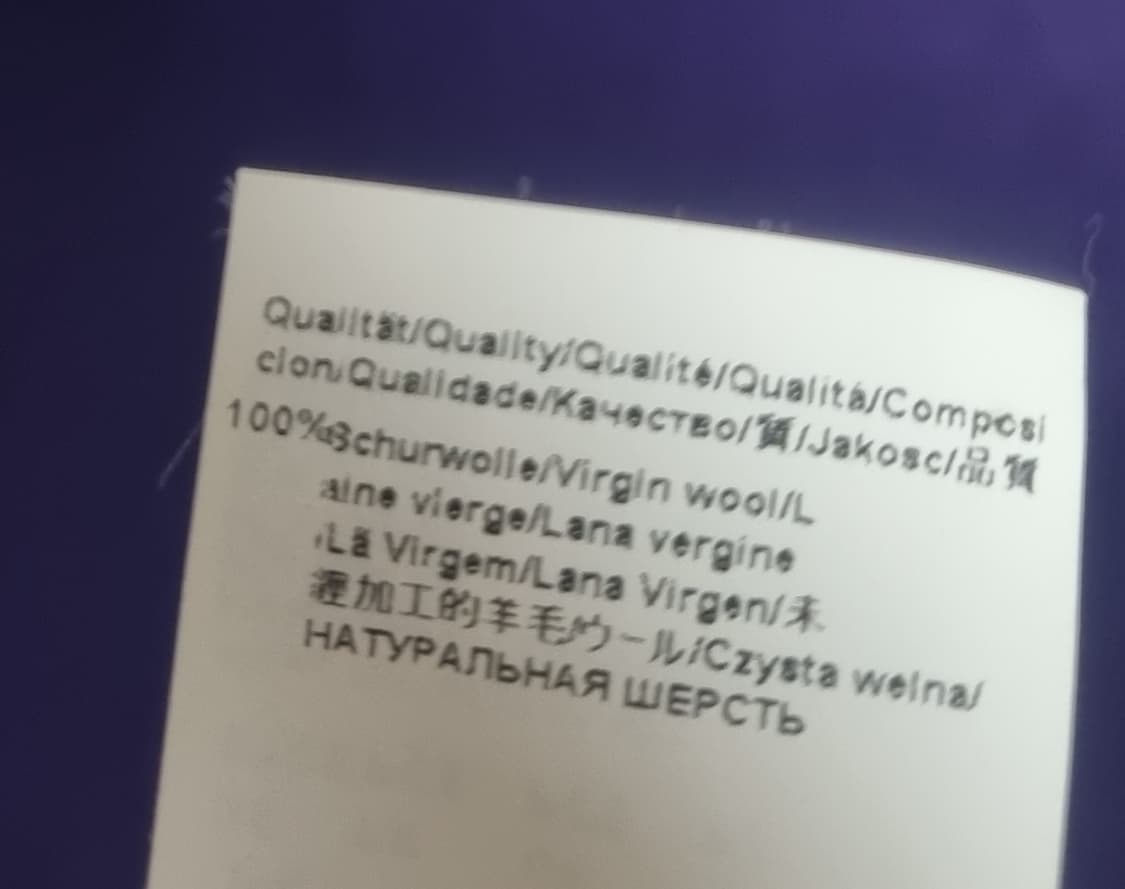 Qualität/Quality/Qualité/Qualità/Composi
cion/Qualidade/Качество/質/Jakosc/品質
100% Schurwolle/Virgin wool/L
aine vierge/Lana vergine
/Lã Virgem/Lana Virgen/未
經加工的羊毛/ウール/Czysta welna/
НАТУРАЛЬНАЯ ШЕРСТЬ